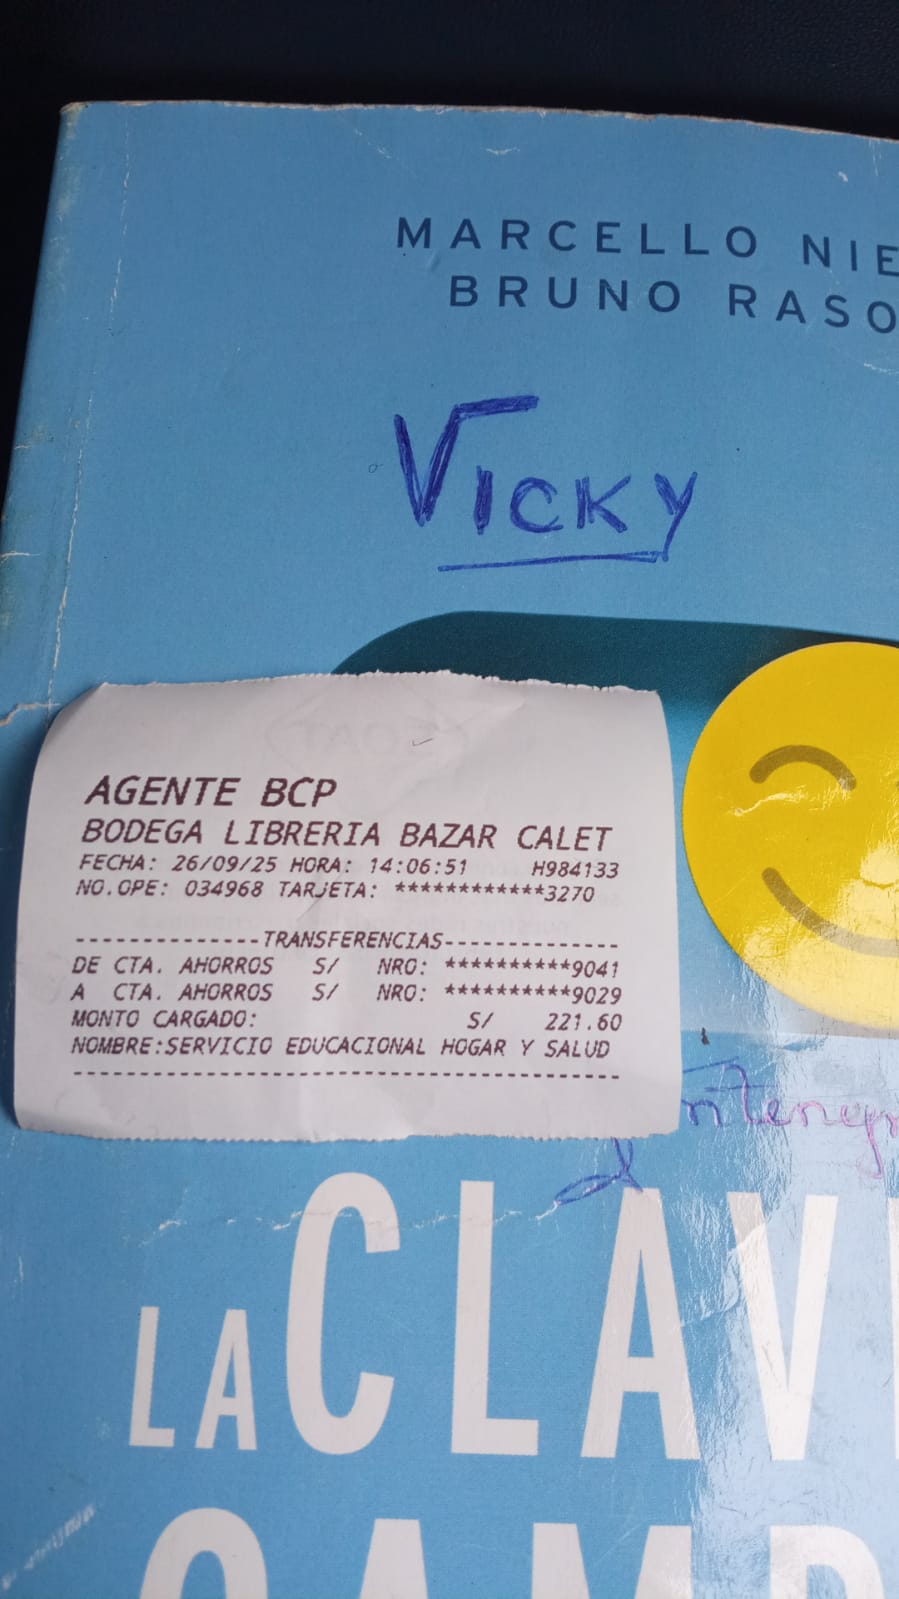 MARCELLO NIE
BRUNO RASO
VICKY
AGENTE BCP
BODEGA LIBRERIA BAZAR CALET
FECHA: 26/09/25 HORA: 14:06:51 H984133
NO.OPE: 034968 TARJETA: ************3270
--------------TRANSFERENCIAS--------------
DE CTA. AHORROS S/ NRO: **********9041
A CTA. AHORROS S/ NRO: **********9029
MONTO CARGADO: S/ 221.60
NOMBRE:SERVICIO EDUCACIONAL HOGAR Y SALUD
------------------------------------------
LA CLAV